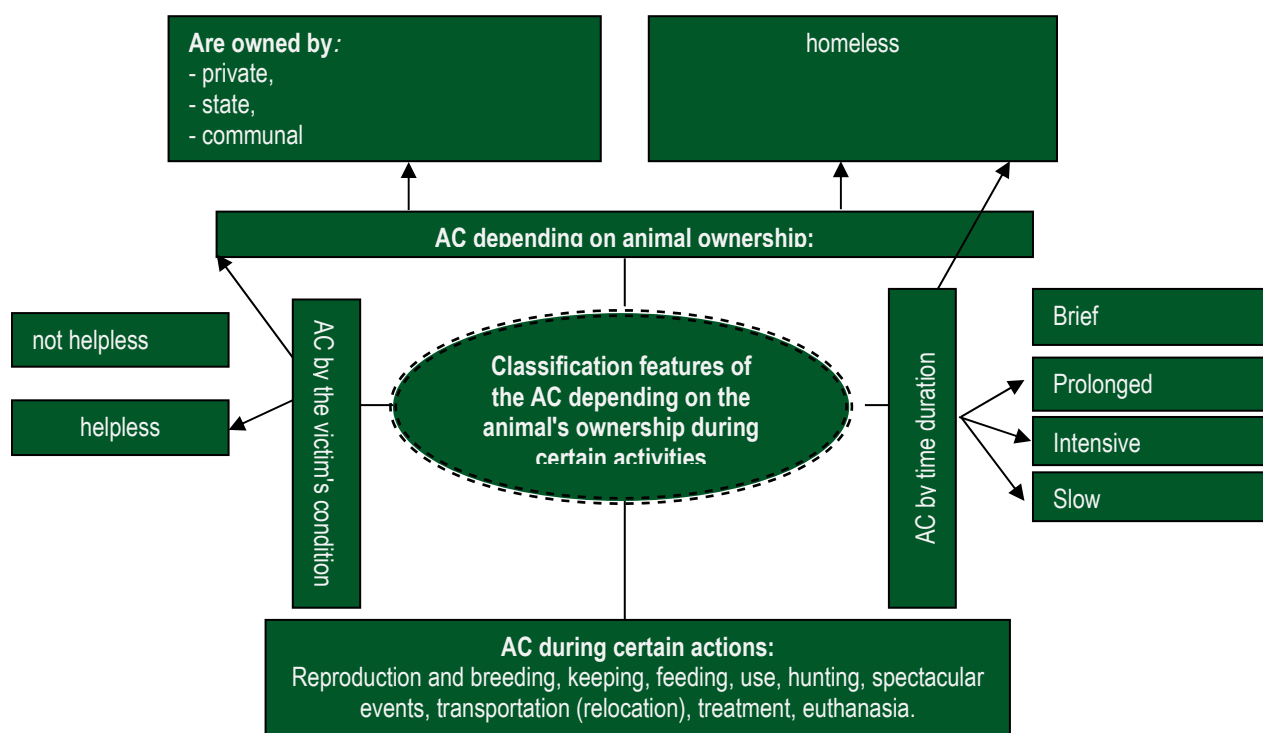 Are owned by:
- private,
- state,
- communal
homeless
AC depending on animal ownership:
not helpless
helpless
AC by the victim's condition
Classification features of
the AC depending on the
animal's ownership during
certain activities
AC by time duration
Brief
Prolonged
Intensive
Slow
AC during certain actions:
Reproduction and breeding, keeping, feeding, use, hunting, spectacular
events, transportation (relocation), treatment, euthanasia.